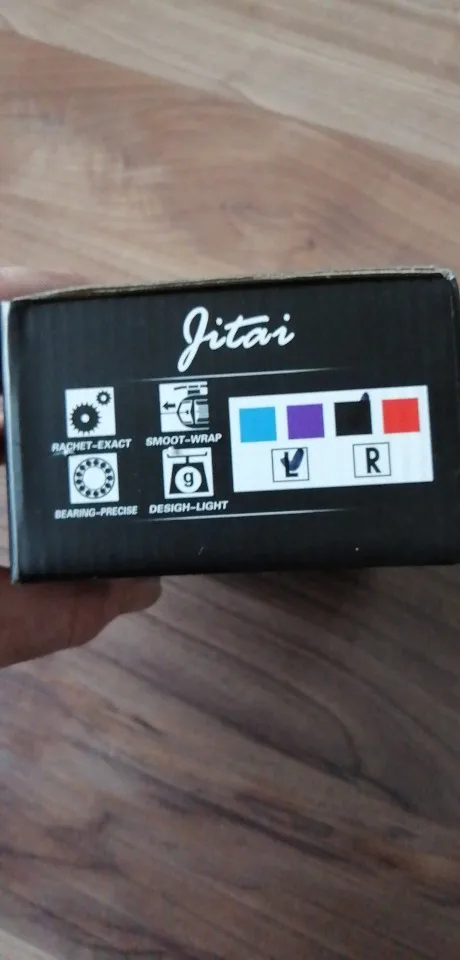 Jitai
RACHET-EXACT
SMOOT-WRAP
g
BEARING-PRECISE
DESIGH-LIGHT
L
R